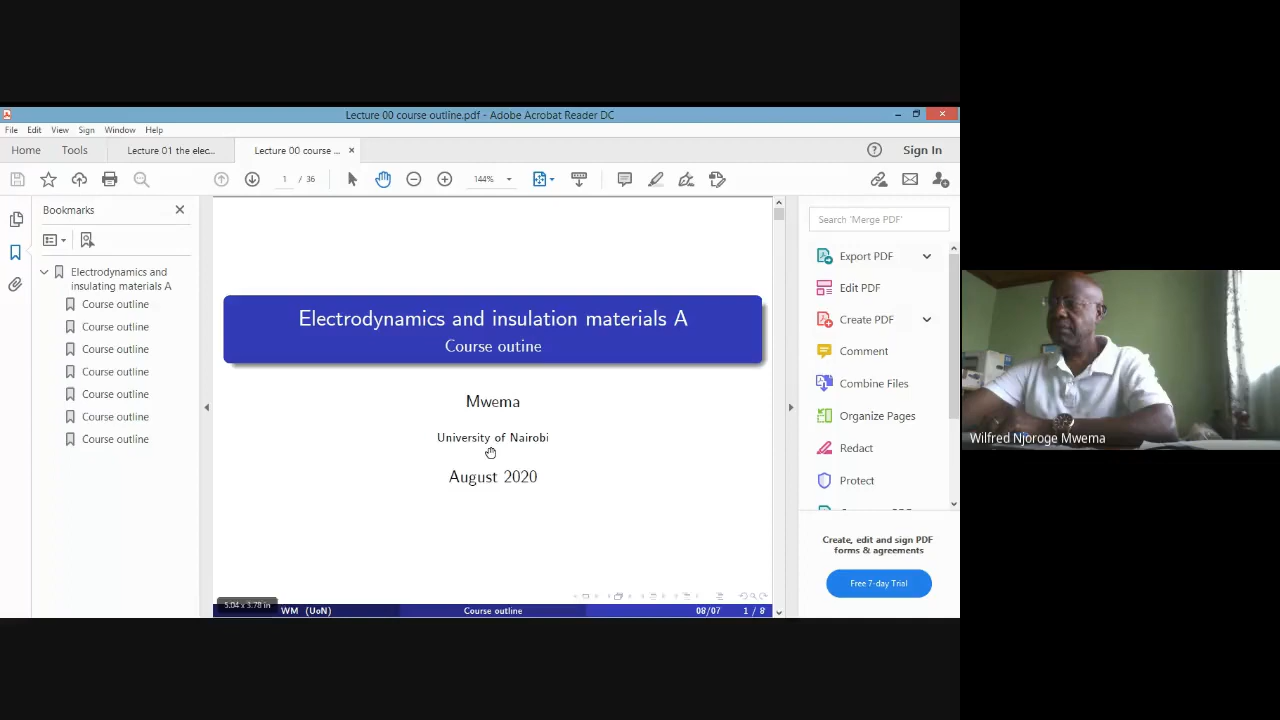 Lecture 00 course outline.pdf - Adobe Acrobat Reader DC
File Edit View Sign Window Help
Home Tools Lecture 01 the elec... Lecture 00 course ... × Sign In
1 / 36 144%
Bookmarks
Electrodynamics and
insulating materials A
Course outline
Course outline
Course outline
Course outline
Course outline
Course outline
Course outline
Electrodynamics and insulation materials A
Course outine
Mwema
University of Nairobi
August 2020
5.04 x 3.78 in
WM (UoN) Course outline 08/07 1 / 8
Search 'Merge PDF'
Export PDF
Edit PDF
Create PDF
Comment
Combine Files
Organize Pages
Redact
Protect
Create, edit and sign PDF
forms & agreements
Free 7-day Trial
Wilfred Njoroge Mwema